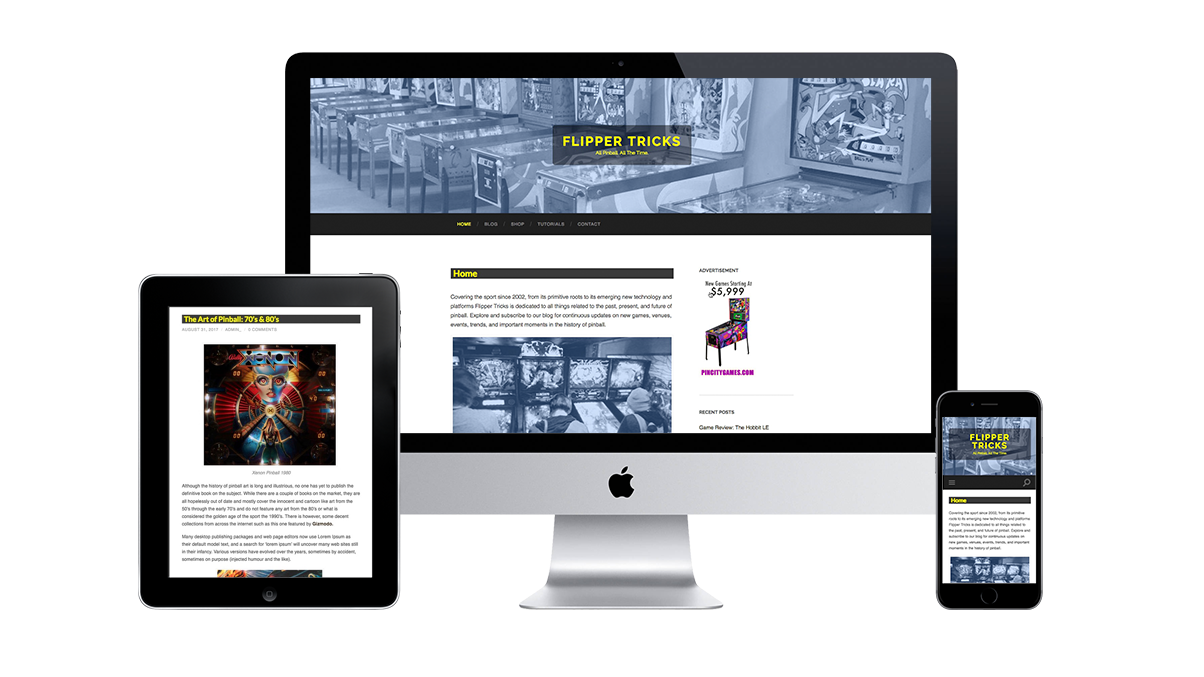 FLIPPER TRICKS
All Pinball. All The Time.
HOME / BLOG / SHOP / TUTORIALS / CONTACT
Home
Covering the sport since 2002, from its primitive roots to its emerging new technology and
platforms Flipper Tricks is dedicated to all things related to the past, present, and future of
pinball. Explore and subscribe to our blog for continuous updates on new games, venues,
events, trends, and important moments in the history of pinball.
ADVERTISEMENT
New Games Starting At
$5,999
PINCITYGAMES.COM
RECENT POSTS
Game Review: The Hobbit LE
The Art of Pinball: 70's & 80's
AUGUST 21, 2017 / ADMIN_ / 0 COMMENTS
Bally
XENON
Xenon Pinball 1980
Although the history of pinball art is long and illustrious, no one has yet to publish the
definitive book on the subject. While there are a couple of books on the market, they are
all hopelessly out of date and mostly cover the innocent and cartoon like art from the
50's through the early 70's and do not feature any art from the 80's or what is
considered the golden age of the sport the 1990's. There is however, some decent
collections from across the internet such as this one featured by Gizmodo.
Many desktop publishing packages and web page editors now use Lorem Ipsum as
their default model text, and a search for 'lorem ipsum' will uncover many web sites still
in their infancy. Various versions have evolved over the years, sometimes by accident,
sometimes on purpose (injected humour and the like).
FLIPPER
TRICKS
All Pinball. All The Time.
Home
Covering the sport since 2002, from its primitive
roots to its emerging new technology and platforms
Flipper Tricks is dedicated to all things related to
the past, present, and future of pinball. Explore and
subscribe to our blog for continuous updates on
new games, venues, events, trends, and important
moments in the history of pinball.